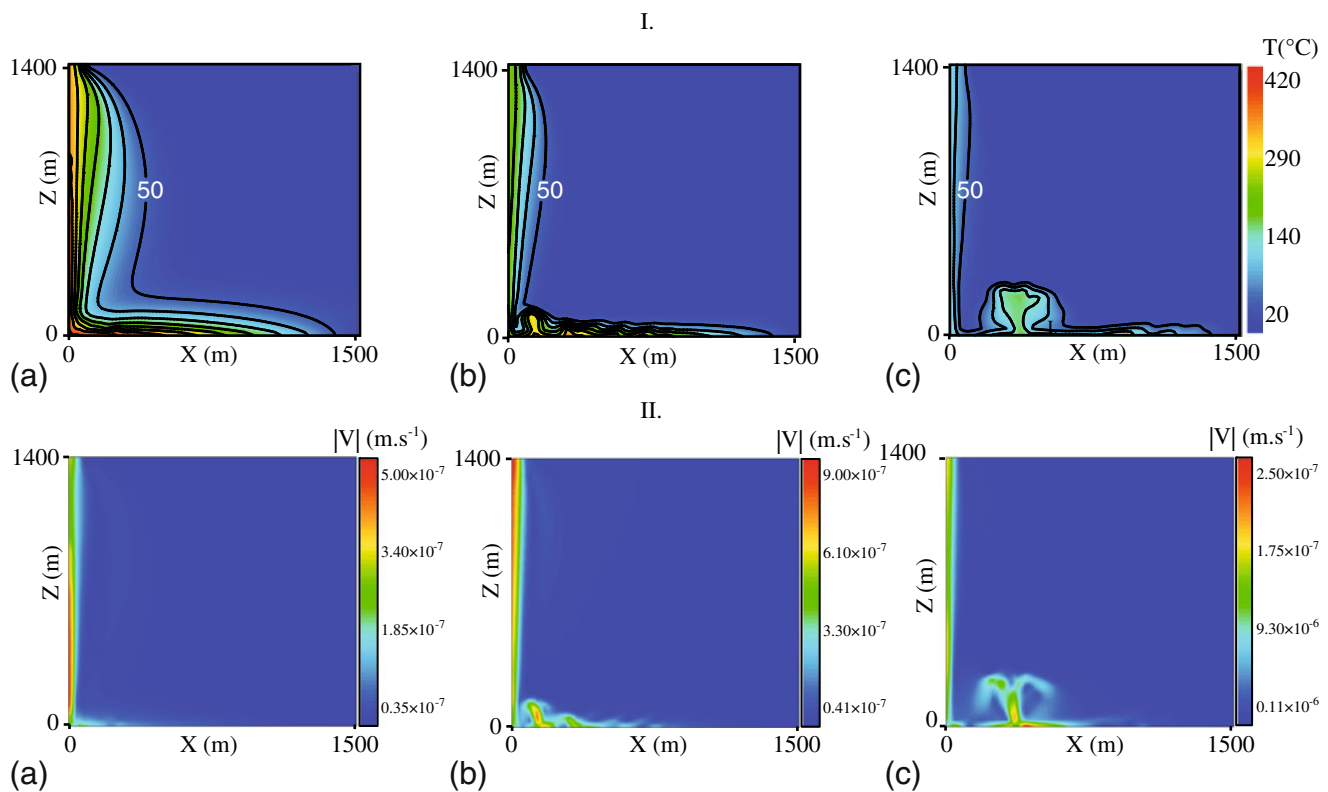 I.
T(°C)
1400
Z (m)
50
0
0
X (m)
1500
(a)
1400
Z (m)
50
0
0
X (m)
1500
(b)
1400
Z (m)
50
0
0
X (m)
1500
(c)
420
290
140
20
II.
|V| (m.s⁻¹)
1400
Z (m)
0
0
X (m)
1500
5.00×10⁻⁷
3.40×10⁻⁷
1.85×10⁻⁷
0.35×10⁻⁷
(a)
|V| (m.s⁻¹)
1400
Z (m)
0
0
X (m)
1500
9.00×10⁻⁷
6.10×10⁻⁷
3.30×10⁻⁷
0.41×10⁻⁷
(b)
|V| (m.s⁻¹)
1400
Z (m)
0
0
X (m)
1500
2.50×10⁻⁷
1.75×10⁻⁷
9.30×10⁻⁶
0.11×10⁻⁶
(c)